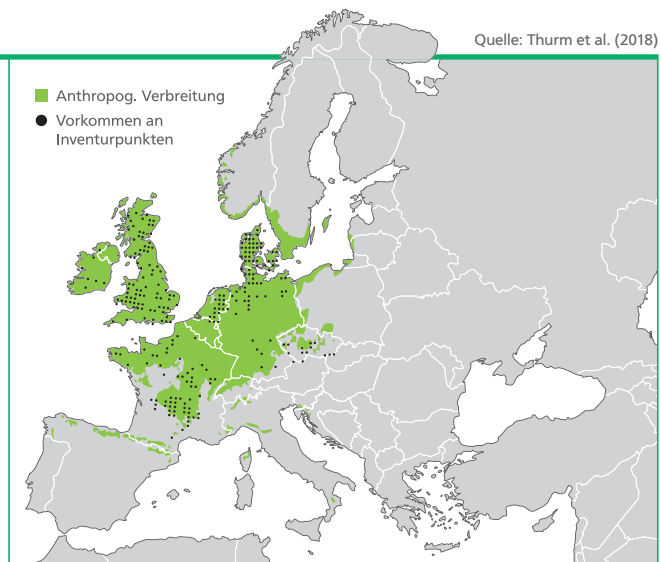 Quelle: Thurm et al. (2018)
Anthropog. Verbreitung
Vorkommen an
Inventurpunkten